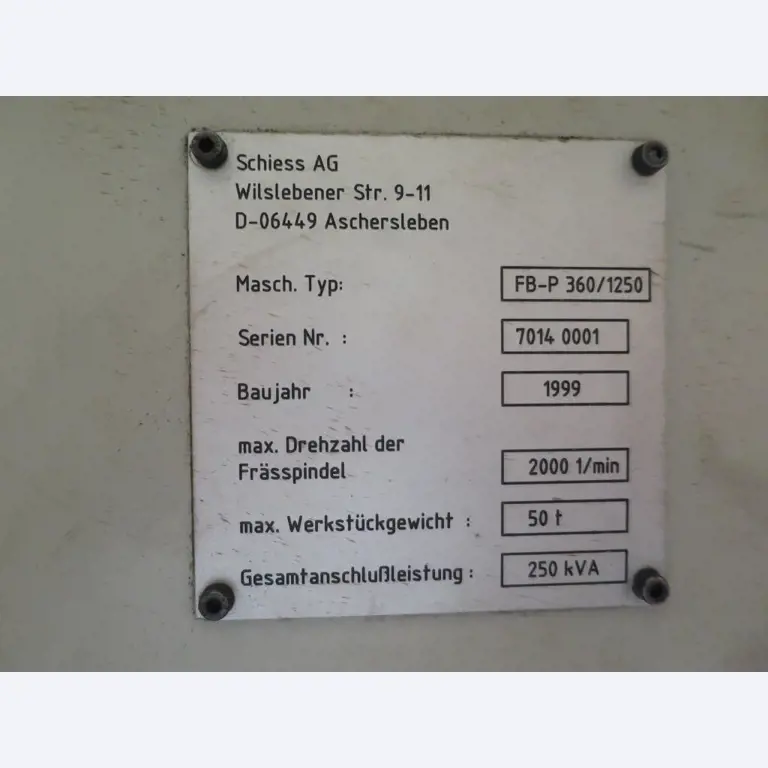 Schiess AG
Wilslebener Str. 9-11
D-06449 Aschersleben
Masch. Typ: FB-P 360/1250
Serien Nr. : 7014 0001
Baujahr : 1999
max. Drehzahl der
Frässpindel 2000 1/min
max. Werkstückgewicht : 50 t
Gesamtanschlußleistung : 250 kVA